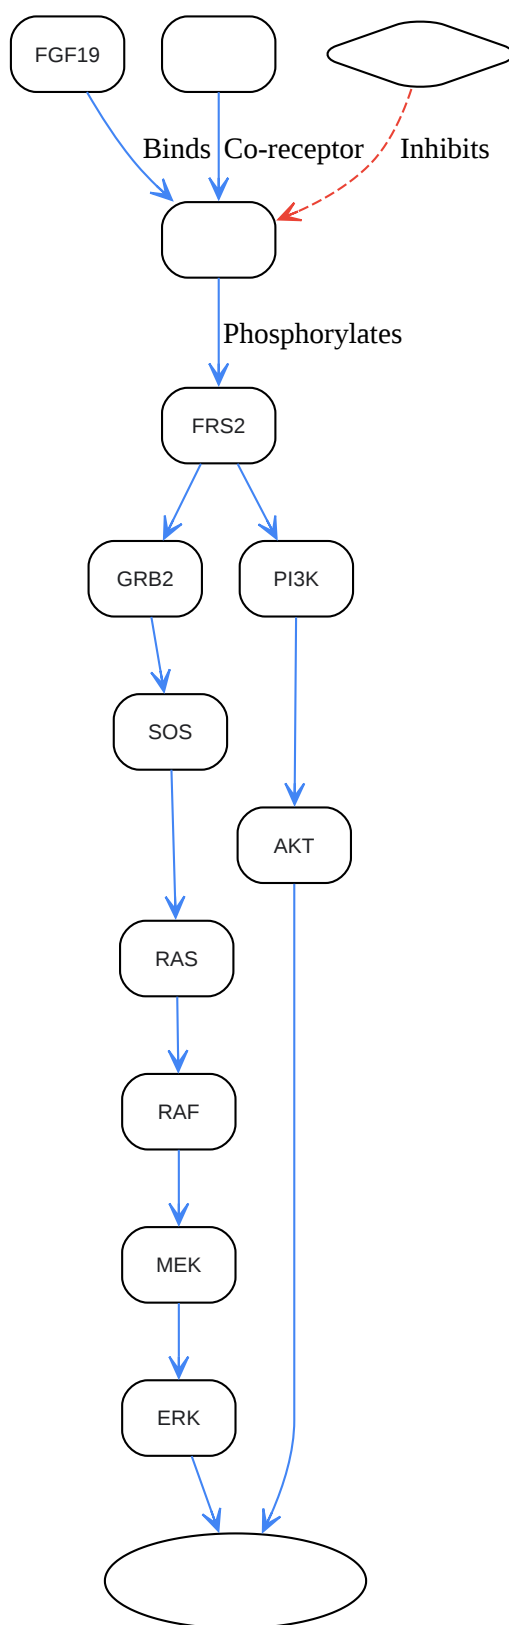 FGF19
Binds
Co-receptor
Inhibits
Phosphorylates
FRS2
GRB2
PI3K
SOS
AKT
RAS
RAF
MEK
ERK